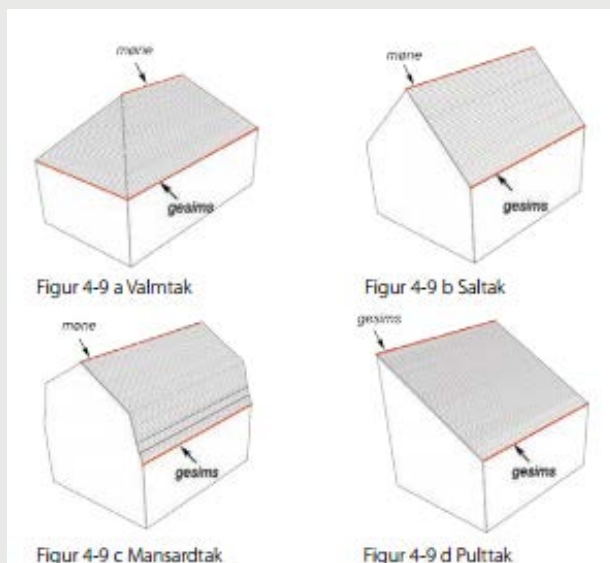 møne
gesims
Figur 4-9 a Valmtak
møne
gesims
Figur 4-9 b Saltak
møne
gesims
Figur 4-9 c Mansardtak
gesims
gesims
Figur 4-9 d Pulttak